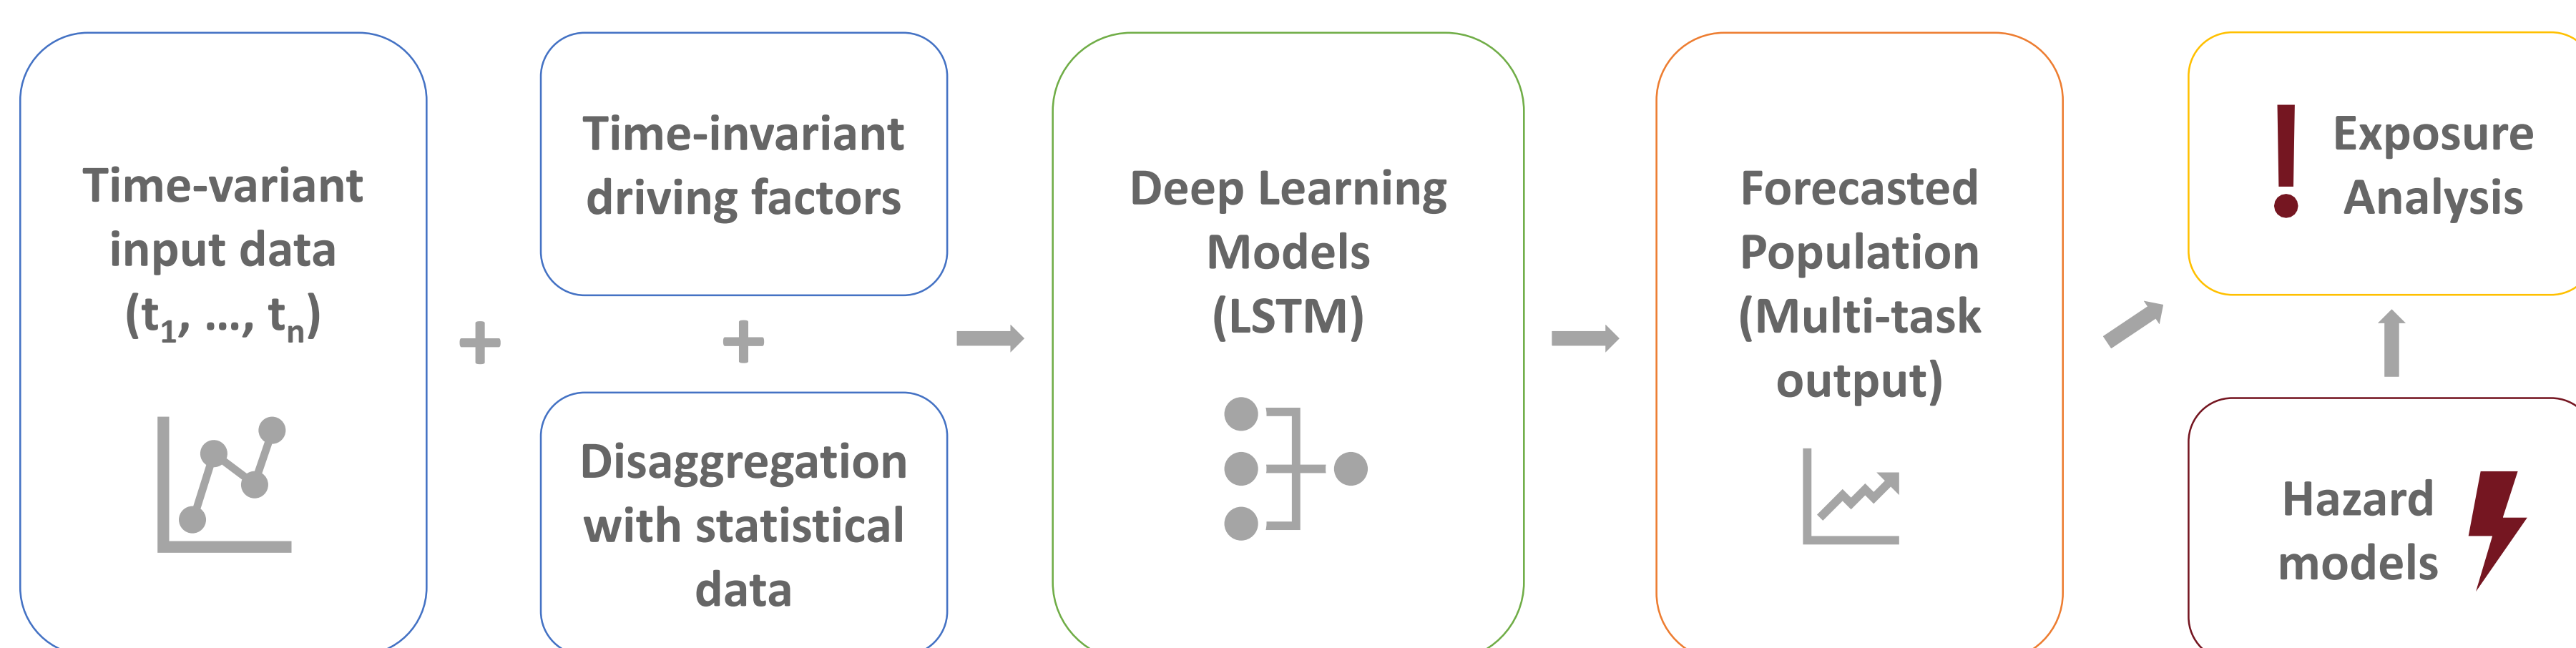 Time-variant
input data
(t1, ..., tn)
+
Time-invariant
driving factors
+
Disaggregation
with statistical
data
Deep Learning
Models
(LSTM)
Forecasted
Population
(Multi-task
output)
! Exposure
Analysis
Hazard
models